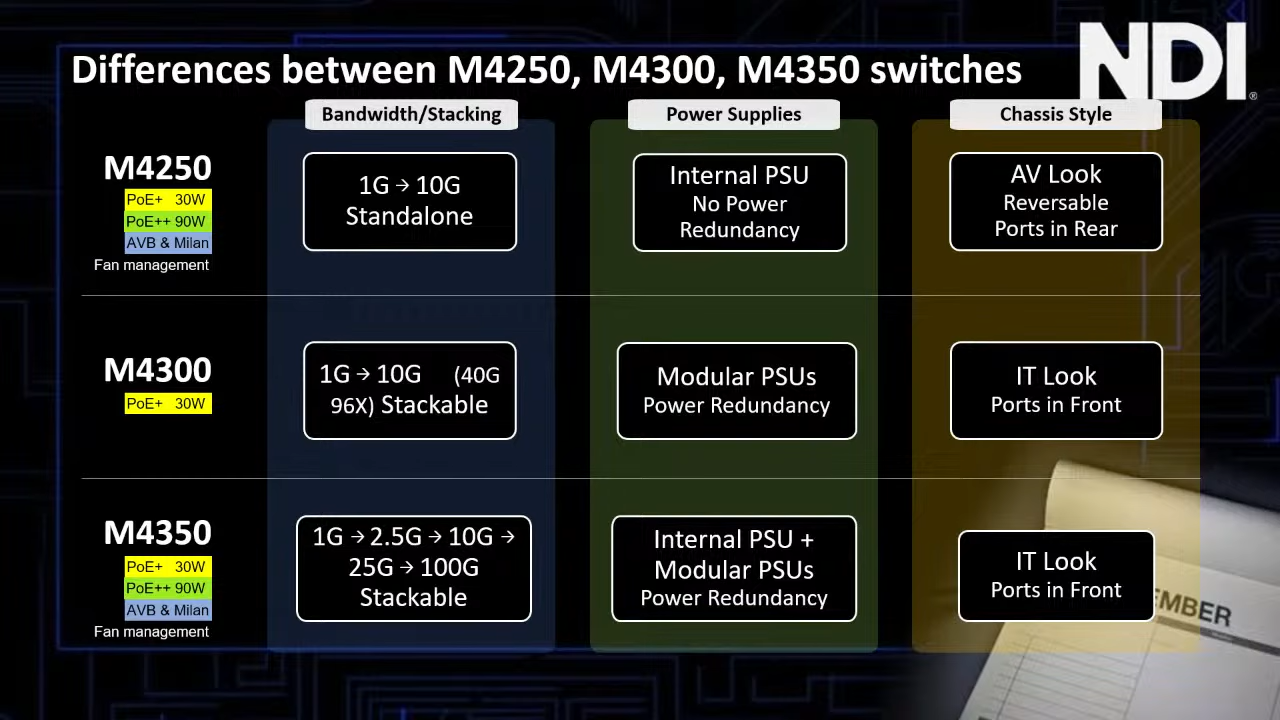 NDI
Differences between M4250, M4300, M4350 switches
Bandwidth/Stacking
Power Supplies
Chassis Style
M4250
PoE+ 30W
PoE++ 90W
AVB & Milan
Fan management
1G → 10G
Standalone
Internal PSU
No Power
Redundancy
AV Look
Reversable
Ports in Rear
M4300
PoE+ 30W
1G → 10G (40G
96X) Stackable
Modular PSUs
Power Redundancy
IT Look
Ports in Front
M4350
PoE+ 30W
PoE++ 90W
AVB & Milan
Fan management
1G → 2.5G → 10G →
25G → 100G
Stackable
Internal PSU +
Modular PSUs
Power Redundancy
IT Look
Ports in Front
EMBER